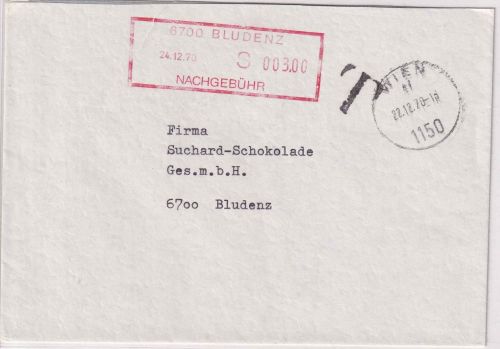 6700 BLUDENZ
24.12.70 S 003.00
NACHGEBÜHR
T
WIEN
22.12.70-18
1150
Firma
Suchard-Schokolade
Ges.m.b.H.
6700 Bludenz